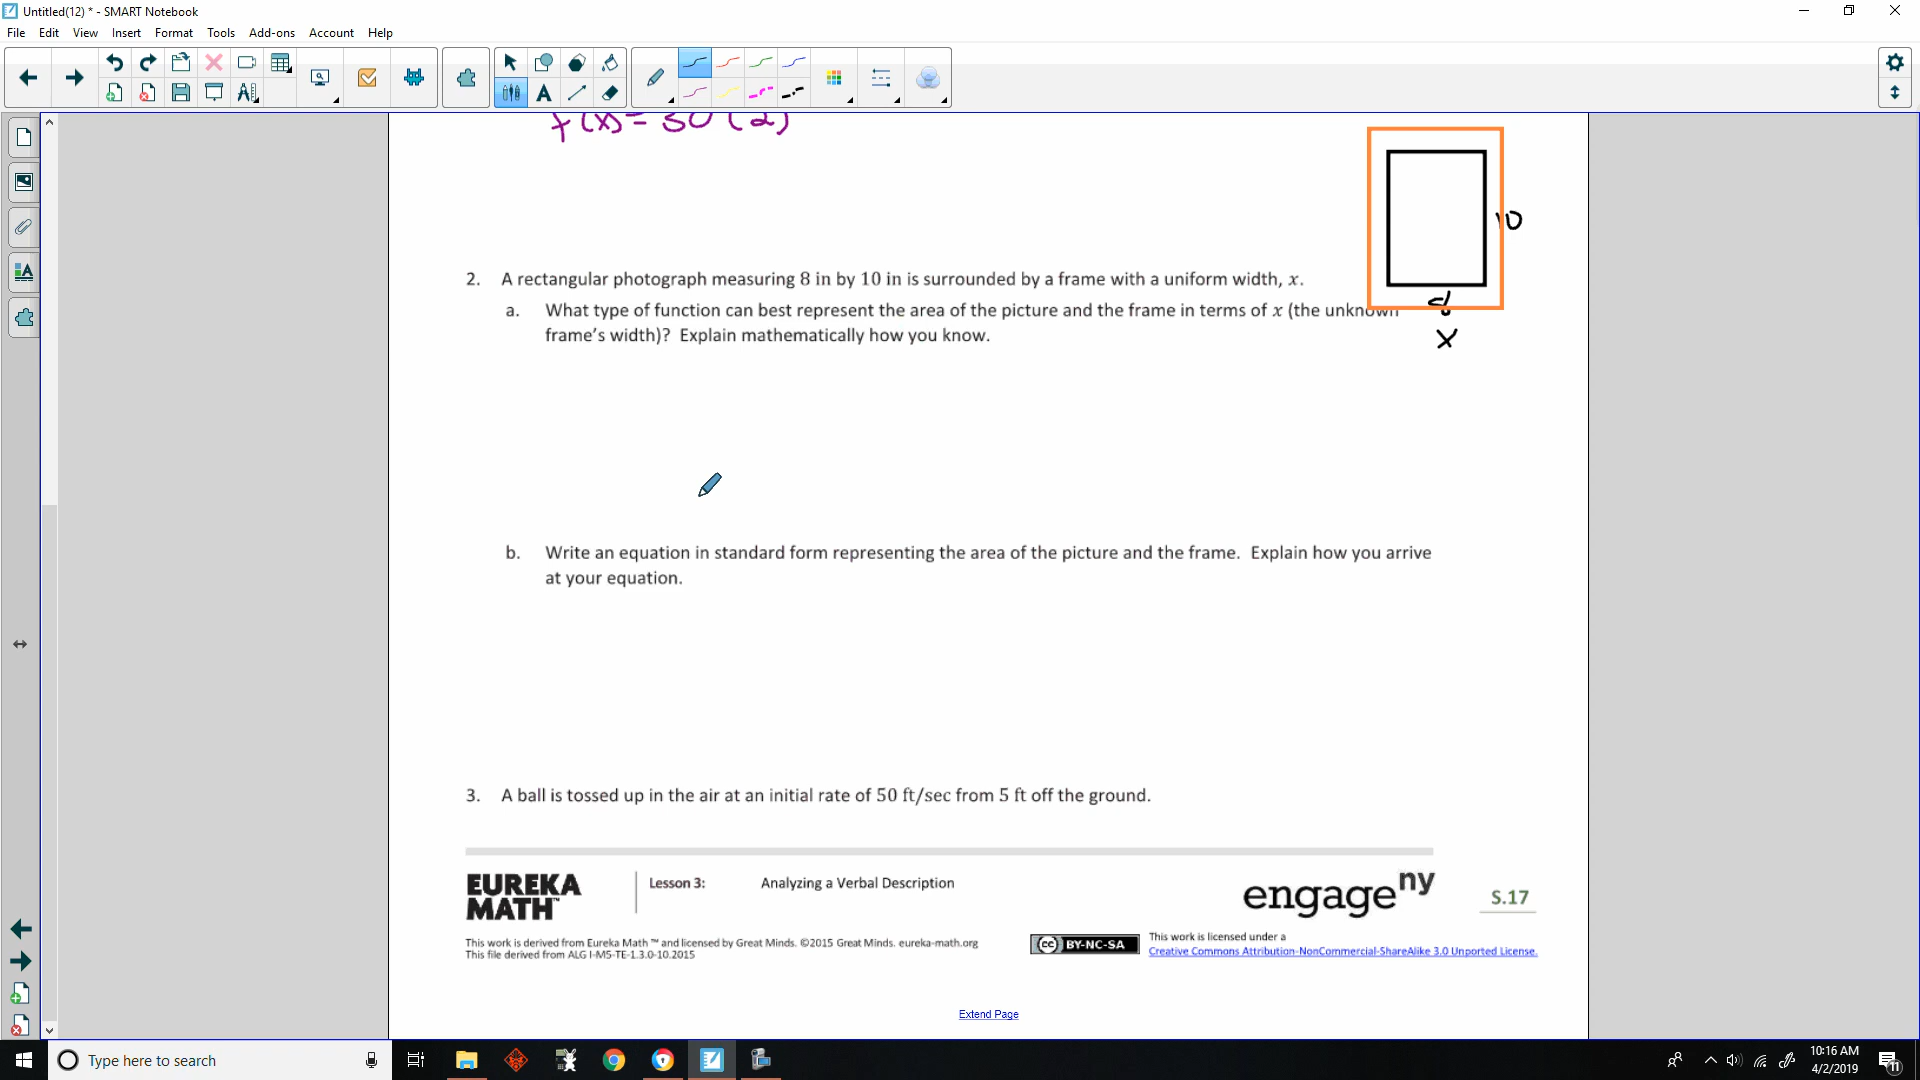 Untitled(12) * - SMART Notebook
File Edit View Insert Format Tools Add-ons Account Help
f(x)= 30 (2)
10
2. A rectangular photograph measuring 8 in by 10 in is surrounded by a frame with a uniform width, x.
a. What type of function can best represent the area of the picture and the frame in terms of x (the unknown
frame's width)? Explain mathematically how you know.
8
x
b. Write an equation in standard form representing the area of the picture and the frame. Explain how you arrive
at your equation.
3. A ball is tossed up in the air at an initial rate of 50 ft/sec from 5 ft off the ground.
EUREKA
MATH™
Lesson 3: Analyzing a Verbal Description
engageny
S.17
This work is derived from Eureka Math ™ and licensed by Great Minds. ©2015 Great Minds. eureka-math.org
This file derived from ALG I-M5-TE-1.3.0-10.2015
cc BY-NC-SA
This work is licensed under a
Creative Commons Attribution-NonCommercial-ShareAlike 3.0 Unported License.
Extend Page
Type here to search
10:16 AM
4/2/2019
11